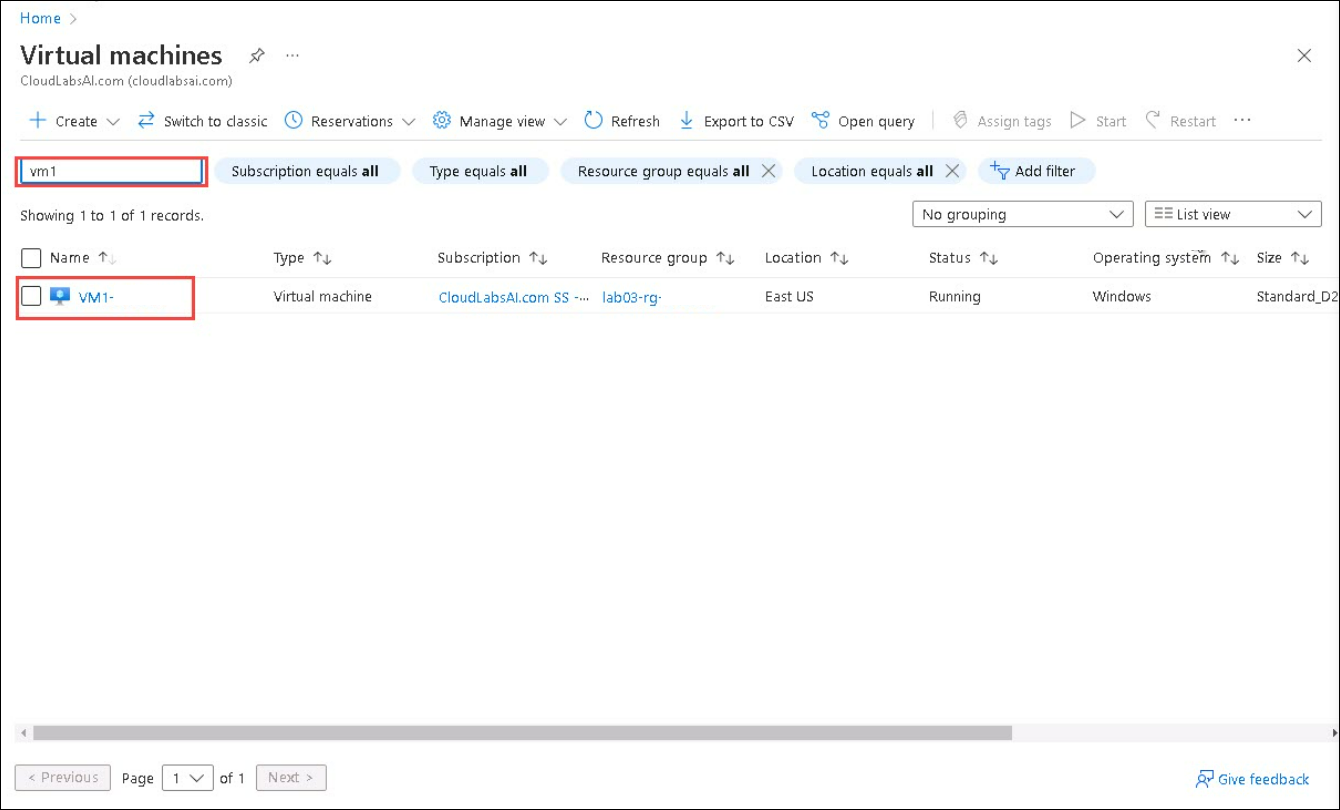 Home >
Virtual machines ...
CloudLabsAI.com (cloudlabsai.com)
Create Switch to classic Reservations Manage view Refresh Export to CSV Open query Assign tags Start Restart ...
vm1 Subscription equals all Type equals all Resource group equals all Location equals all Add filter
Showing 1 to 1 of 1 records.
No grouping List view
Name Type Subscription Resource group Location Status Operating system Size
VM1- Virtual machine CloudLabsAI.com SS -... lab03-rg- East US Running Windows Standard_D2
< Previous Page 1 of 1 Next >
Give feedback